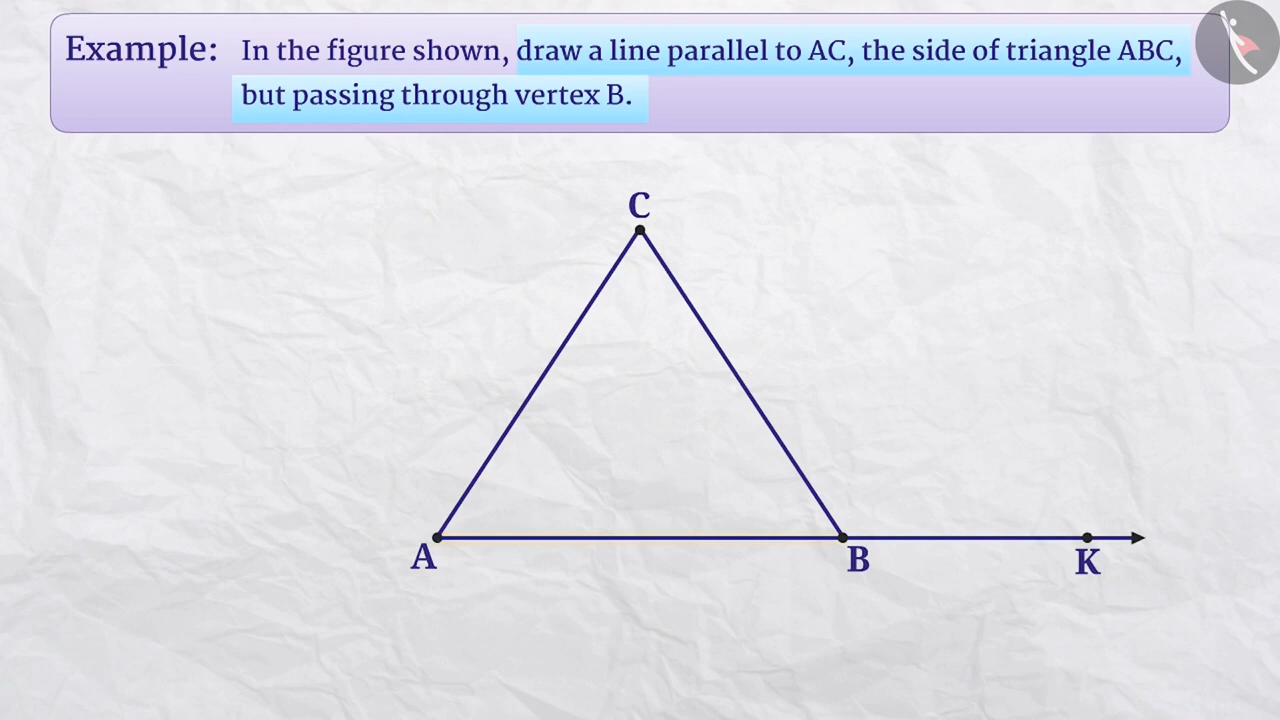 Example: In the figure shown, draw a line parallel to AC, the side of triangle ABC,
but passing through vertex B.
C
A
B
K